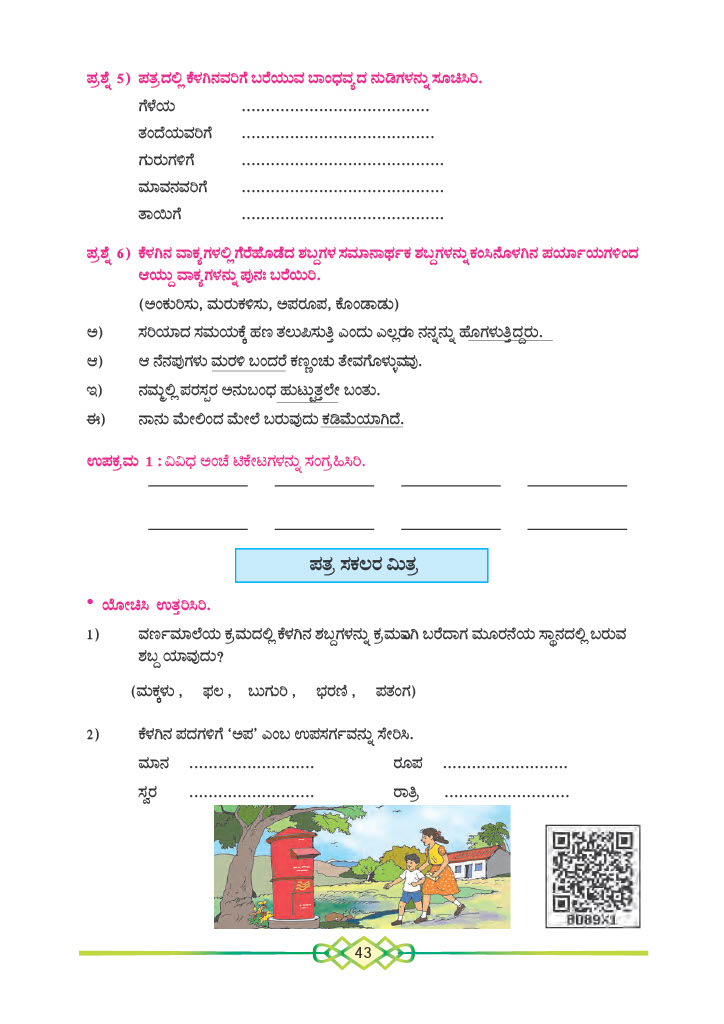 ಪ್ರಶ್ನೆ 5) ಪತ್ರದಲ್ಲಿ ಕೆಳಗಿನವರಿಗೆ ಬರೆಯುವ ಬಾಂಧವ್ಯದ ನುಡಿಗಳನ್ನು ಸೂಚಿಸಿರಿ.
ಗೆಳೆಯ .......................................
ತಂದೆಯವರಿಗೆ ........................................
ಗುರುಗಳಿಗೆ ..........................................
ಮಾವನವರಿಗೆ ..........................................
ತಾಯಿಗೆ ..........................................
ಪ್ರಶ್ನೆ 6) ಕೆಳಗಿನ ವಾಕ್ಯಗಳಲ್ಲಿ ಗೆರೆಹೊಡೆದ ಶಬ್ದಗಳ ಸಮಾನಾರ್ಥಕ ಶಬ್ದಗಳನ್ನು ಕಂಸಿನೊಳಗಿನ ಪರ್ಯಾಯಗಳಿಂದ
ಆಯ್ದು ವಾಕ್ಯಗಳನ್ನು ಪುನಃ ಬರೆಯಿರಿ.
(ಅಂಕುರಿಸು, ಮರುಕಳಿಸು, ಅಪರೂಪ, ಕೊಂಡಾಡು)
ಅ) ಸರಿಯಾದ ಸಮಯಕ್ಕೆ ಹಣ ತಲುಪಿಸುತ್ತಿ ಎಂದು ಎಲ್ಲರೂ ನನ್ನನ್ನು ಹೊಗಳುತ್ತಿದ್ದರು.
ಆ) ಆ ನೆನಪುಗಳು ಮರಳಿ ಬಂದರೆ ಕಣ್ಣಂಚು ತೇವಗೊಳ್ಳುವವು.
ಇ) ನಮ್ಮಲ್ಲಿ ಪರಸ್ಪರ ಅನುಬಂಧ ಹುಟ್ಟುತ್ತಲೇ ಬಂತು.
ಈ) ನಾನು ಮೇಲಿಂದ ಮೇಲೆ ಬರುವುದು ಕಡಿಮೆಯಾಗಿದೆ.
ಉಪಕ್ರಮ 1 : ವಿವಿಧ ಅಂಚೆ ಟಿಕೇಟಗಳನ್ನು ಸಂಗ್ರಹಿಸಿರಿ.
ಪತ್ರ ಸಕಲರ ಮಿತ್ರ
• ಯೋಚಿಸಿ ಉತ್ತರಿಸಿರಿ.
1) ವರ್ಣಮಾಲೆಯ ಕ್ರಮದಲ್ಲಿ ಕೆಳಗಿನ ಶಬ್ದಗಳನ್ನು ಕ್ರಮವಾಗಿ ಬರೆದಾಗ ಮೂರನೆಯ ಸ್ಥಾನದಲ್ಲಿ ಬರುವ
ಶಬ್ದ ಯಾವುದು?
(ಮಕ್ಕಳು , ಫಲ , ಬುಗುರಿ , ಭರಣಿ , ಪತಂಗ)
2) ಕೆಳಗಿನ ಪದಗಳಿಗೆ ‘ಅಪ’ ಎಂಬ ಉಪಸರ್ಗವನ್ನು ಸೇರಿಸಿ.
ಮಾನ .......................... ರೂಪ ..........................
ಸ್ವರ .......................... ರಾತ್ರಿ ..........................
BD89X1
43